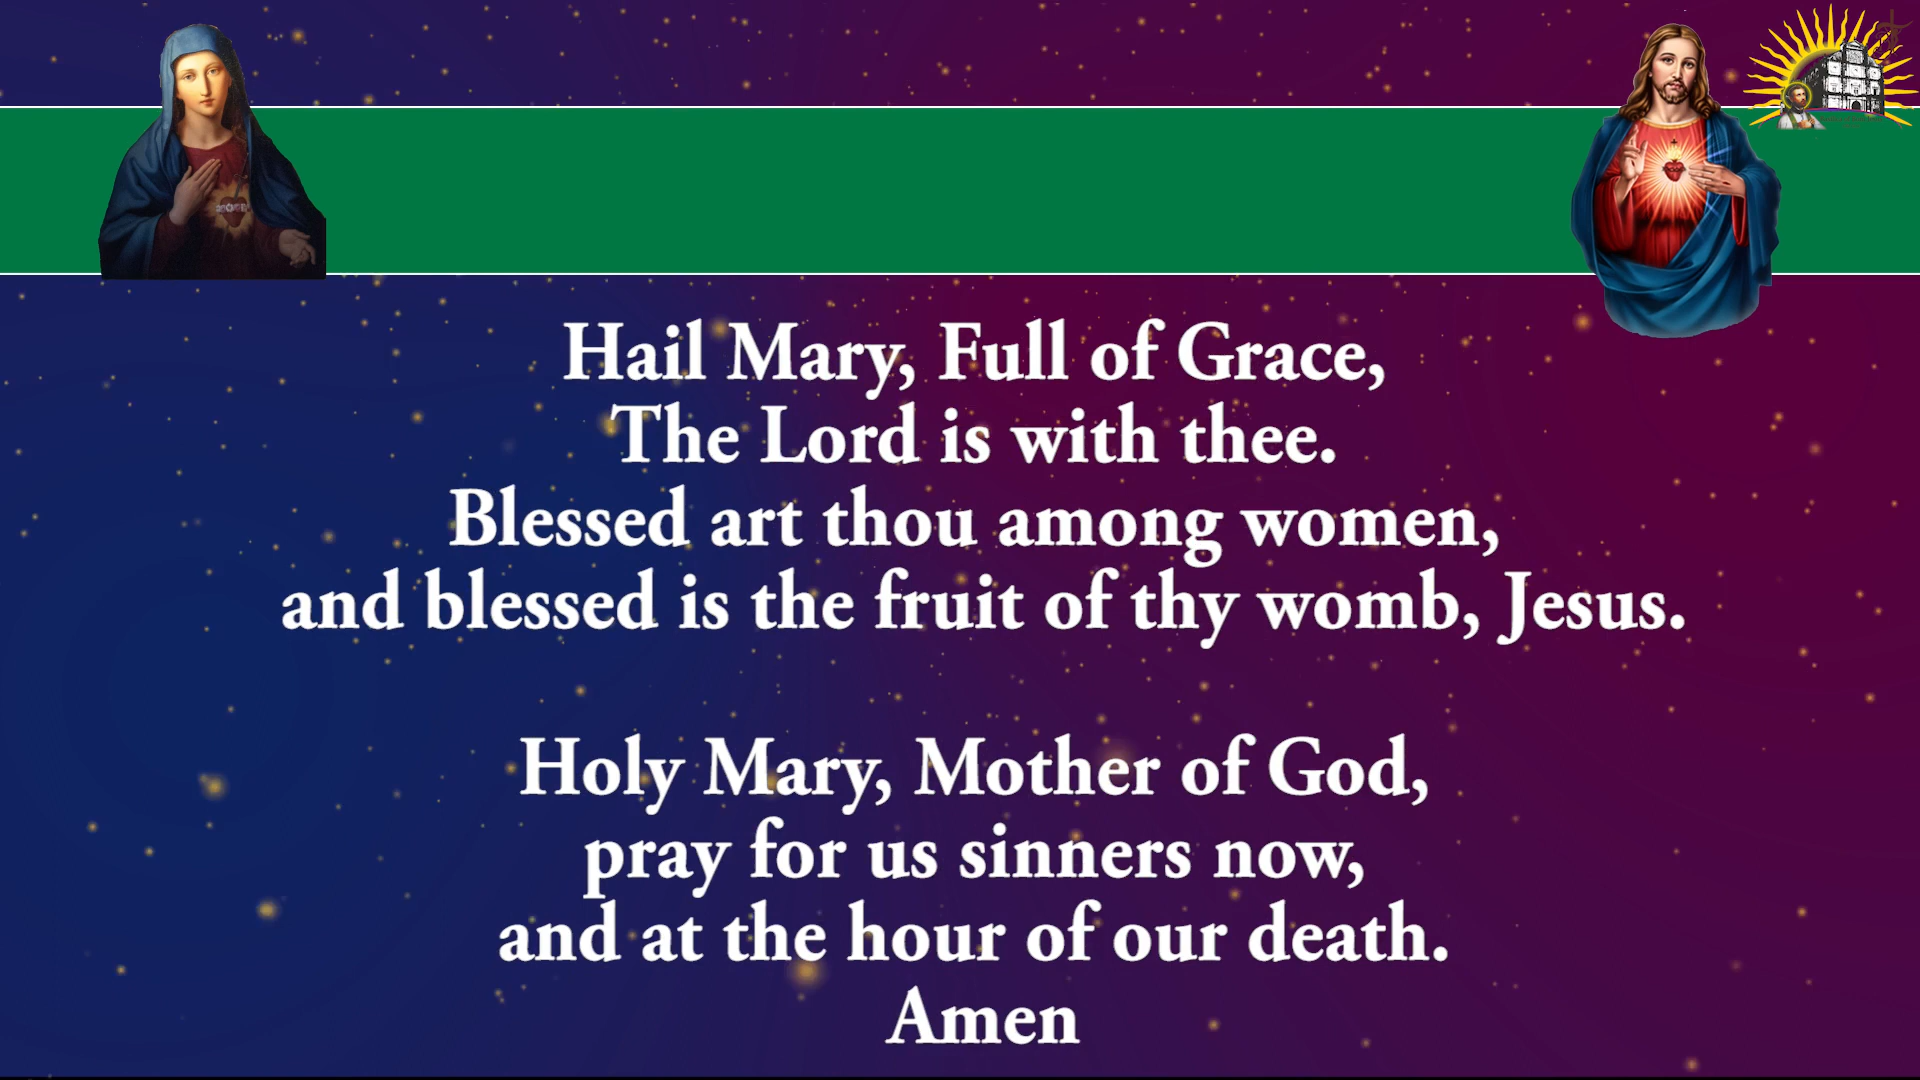 Hail Mary, Full of Grace,
The Lord is with thee.
Blessed art thou among women,
and blessed is the fruit of thy womb, Jesus.
Holy Mary, Mother of God,
pray for us sinners now,
and at the hour of our death.
Amen